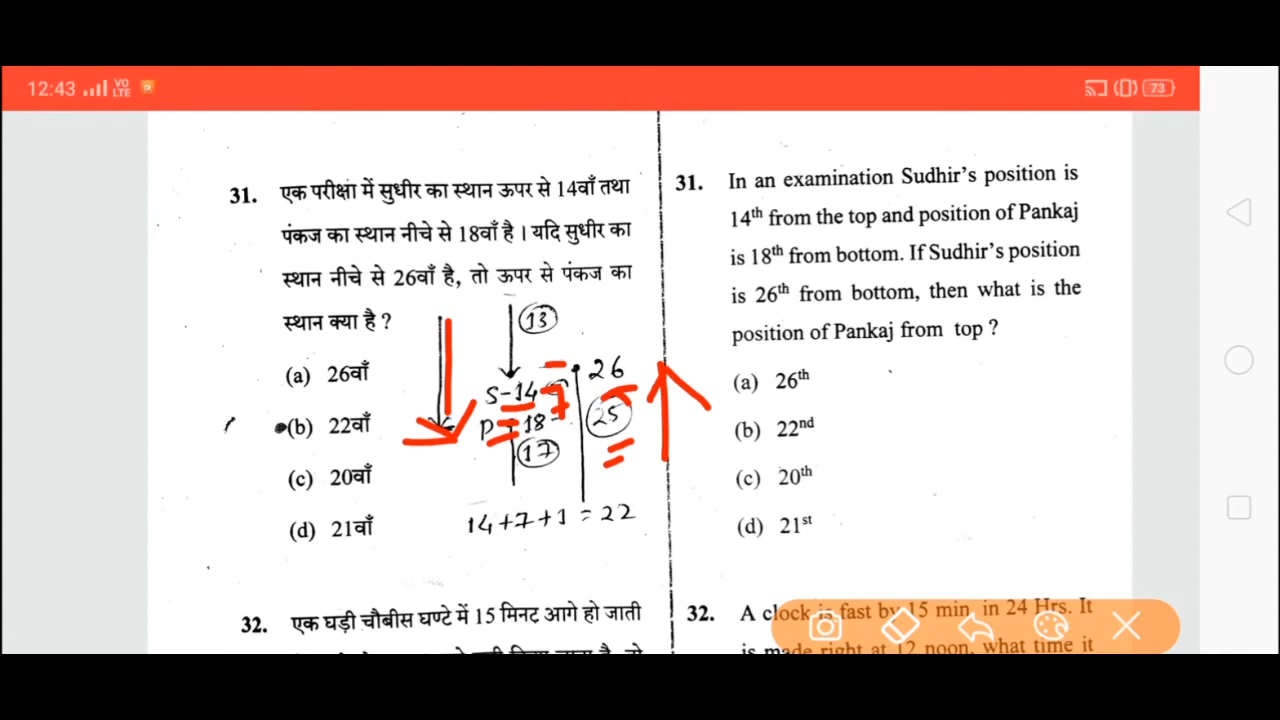 12:43 VO LTE 73
31. एक परीक्षा में सुधीर का स्थान ऊपर से 14वाँ तथा
पंकज का स्थान नीचे से 18वाँ है। यदि सुधीर का
स्थान नीचे से 26वाँ है, तो ऊपर से पंकज का
स्थान क्या है?
(a) 26वाँ
(b) 22वाँ
(c) 20वाँ
(d) 21वाँ
13
26
S-14
7
25
P-18
17
14+7+1=22
32. एक घड़ी चौबीस घण्टे में 15 मिनट आगे हो जाती
31. In an examination Sudhir's position is
14th from the top and position of Pankaj
is 18th from bottom. If Sudhir's position
is 26th from bottom, then what is the
position of Pankaj from top ?
(a) 26th
(b) 22nd
(c) 20th
(d) 21st
32. A clock is fast by 15 min. in 24 Hrs. It
is made right at 12 noon. What time it